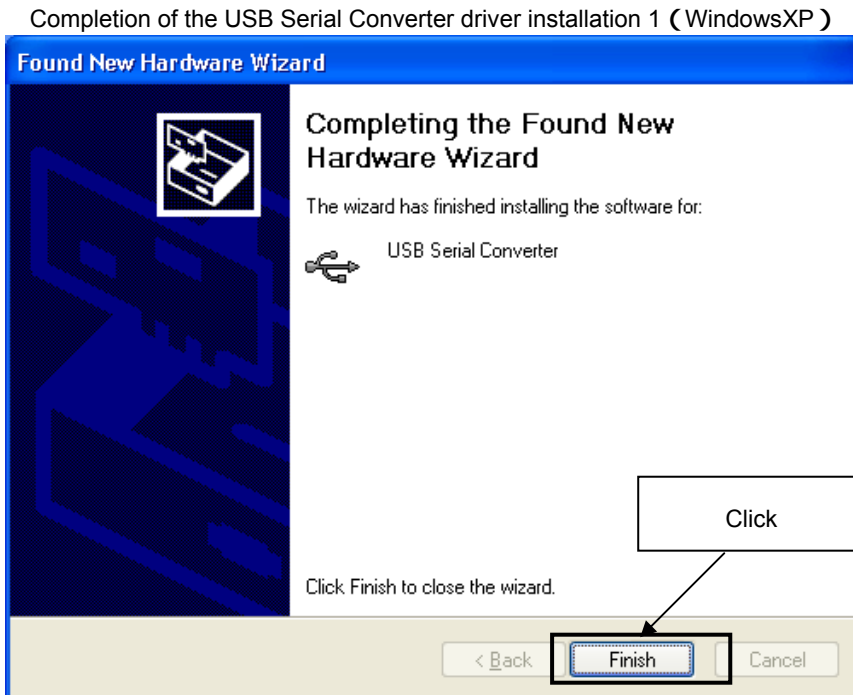 Completion of the USB Serial Converter driver installation 1（WindowsXP）
Found New Hardware Wizard
Completing the Found New
Hardware Wizard
The wizard has finished installing the software for:
USB Serial Converter
Click
Click Finish to close the wizard.
< Back Finish Cancel